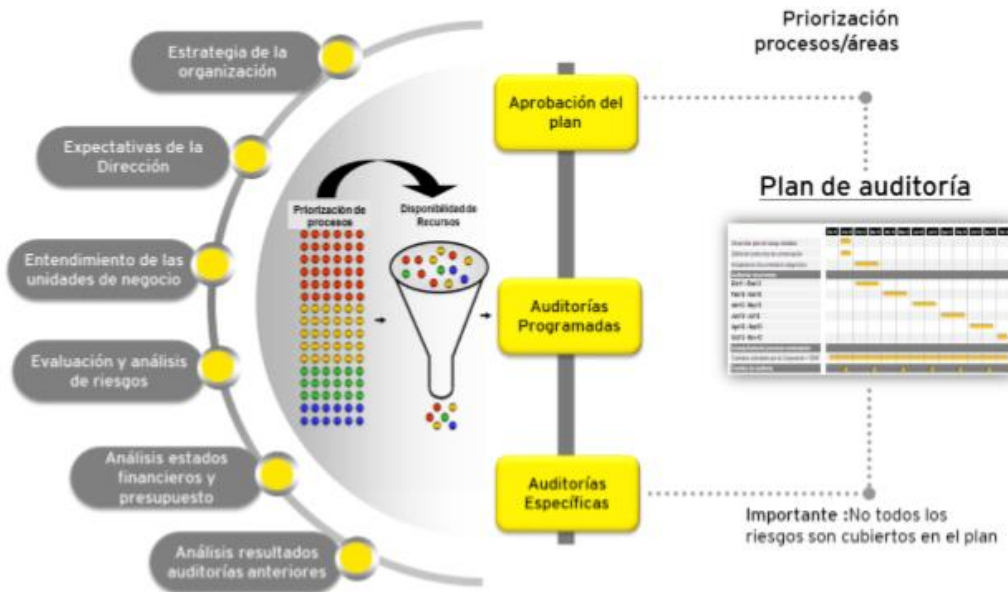 Estrategia de la
organización
Expectativas de la
Dirección
Entendimiento de las
unidades de negocio
Evaluación y análisis
de riesgos
Análisis estados
financieros y
presupuesto
Análisis resultados
auditorías anteriores
Priorización de
procesos
Disponibilidad de
Recursos
Aprobación del
plan
Auditorías
Programadas
Auditorías
Específicas
Priorización
procesos/áreas
Plan de auditoría
Importante :No todos los
riesgos son cubiertos en el plan